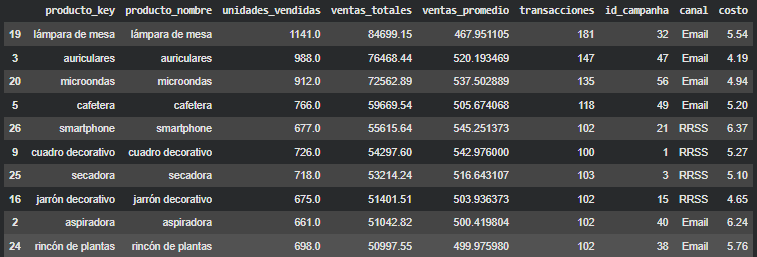 producto_key producto_nombre unidades_vendidas ventas_totales ventas_promedio transacciones id_campanha canal costo
19 lámpara de mesa lámpara de mesa 1141.0 84699.15 467.951105 181 32 Email 5.54
3 auriculares auriculares 988.0 76468.44 520.193469 147 47 Email 4.19
20 microondas microondas 912.0 72562.89 537.502889 135 56 Email 4.94
5 cafetera cafetera 766.0 59669.54 505.674068 118 49 Email 5.20
26 smartphone smartphone 677.0 55615.64 545.251373 102 21 RRSS 6.37
9 cuadro decorativo cuadro decorativo 726.0 54297.60 542.976000 100 1 RRSS 5.27
25 secadora secadora 718.0 53214.24 516.643107 103 3 RRSS 5.10
16 jarrón decorativo jarrón decorativo 675.0 51401.51 503.936373 102 15 RRSS 4.65
2 aspiradora aspiradora 661.0 51042.82 500.419804 102 40 Email 6.24
24 rincón de plantas rincón de plantas 698.0 50997.55 499.975980 102 38 Email 5.76